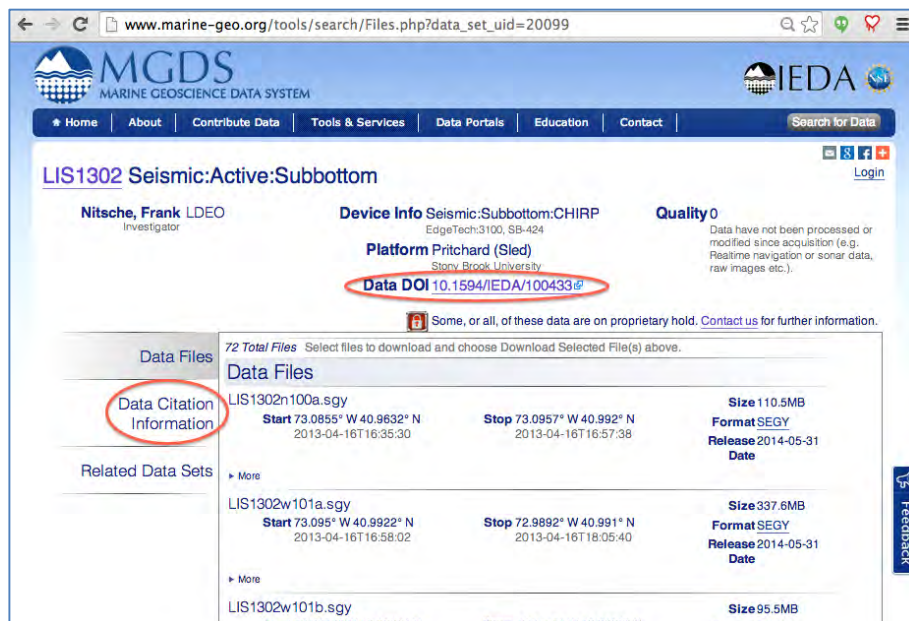 www.marine-geo.org/tools/search/Files.php?data_set_uid=20099
MGDS
MARINE GEOSCIENCE DATA SYSTEM
IEDA
NSF
Home About Contribute Data Tools & Services Data Portals Education Contact Search for Data
LIS1302 Seismic:Active:Subbottom
Login
Nitsche, Frank LDEO
Investigator
Device Info Seismic:Subbottom:CHIRP
EdgeTech:3100, SB-424
Platform Pritchard (Sled)
Stony Brook University
Data DOI 10.1594/IEDA/100433
Quality 0
Data have not been processed or
modified since acquisition (e.g.
Realtime navigation or sonar data,
raw images etc.).
Some, or all, of these data are on proprietary hold. Contact us for further information.
Data Files
Data Citation
Information
Related Data Sets
72 Total Files Select files to download and choose Download Selected File(s) above.
Data Files
LIS1302n100a.sgy
Start 73.0855° W 40.9632° N
2013-04-16T16:35:30
Stop 73.0957° W 40.992° N
2013-04-16T16:57:38
Size 110.5MB
Format SEGY
Release 2014-05-31
Date
More
LIS1302w101a.sgy
Start 73.095° W 40.9922° N
2013-04-16T16:58:02
Stop 72.9892° W 40.991° N
2013-04-16T18:05:40
Size 337.6MB
Format SEGY
Release 2014-05-31
Date
More
LIS1302w101b.sgy
Size 95.5MB
Feedback